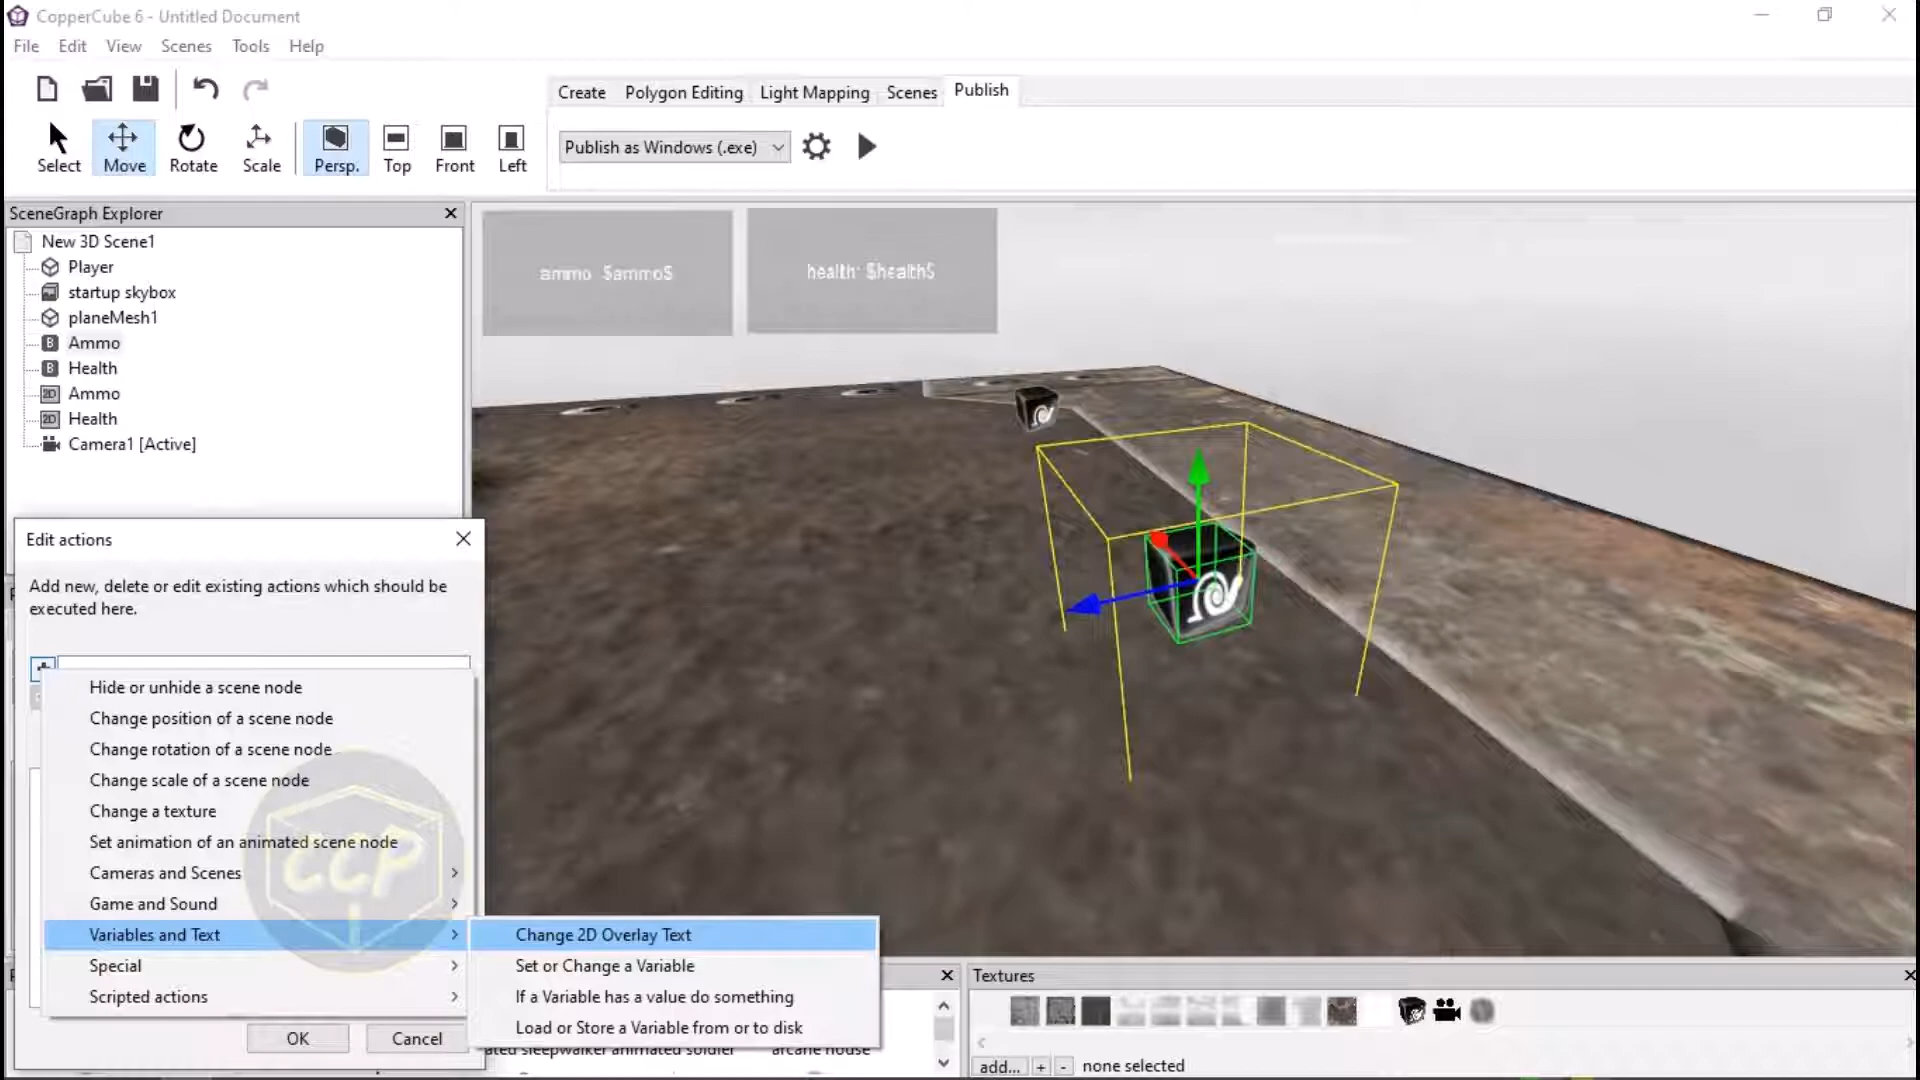 CopperCube 6 - Untitled Document
File Edit View Scenes Tools Help
Create Polygon Editing Light Mapping Scenes Publish
Publish as Windows (.exe)
Select Move Rotate Scale Persp. Top Front Left
SceneGraph Explorer
New 3D Scene1
Player
startup skybox
planeMesh1
B Ammo
B Health
2D Ammo
2D Health
Camera1 [Active]
ammo $ammo$
health: $health$
Edit actions
Add new, delete or edit existing actions which should be
executed here.
Hide or unhide a scene node
Change position of a scene node
Change rotation of a scene node
Change scale of a scene node
Change a texture
Set animation of an animated scene node
Cameras and Scenes
Game and Sound
Variables and Text
Special
Scripted actions
CCP
Change 2D Overlay Text
Set or Change a Variable
If a Variable has a value do something
Load or Store a Variable from or to disk
OK Cancel
sleepwalker animated soldier arcane house
Textures
add... + - none selected